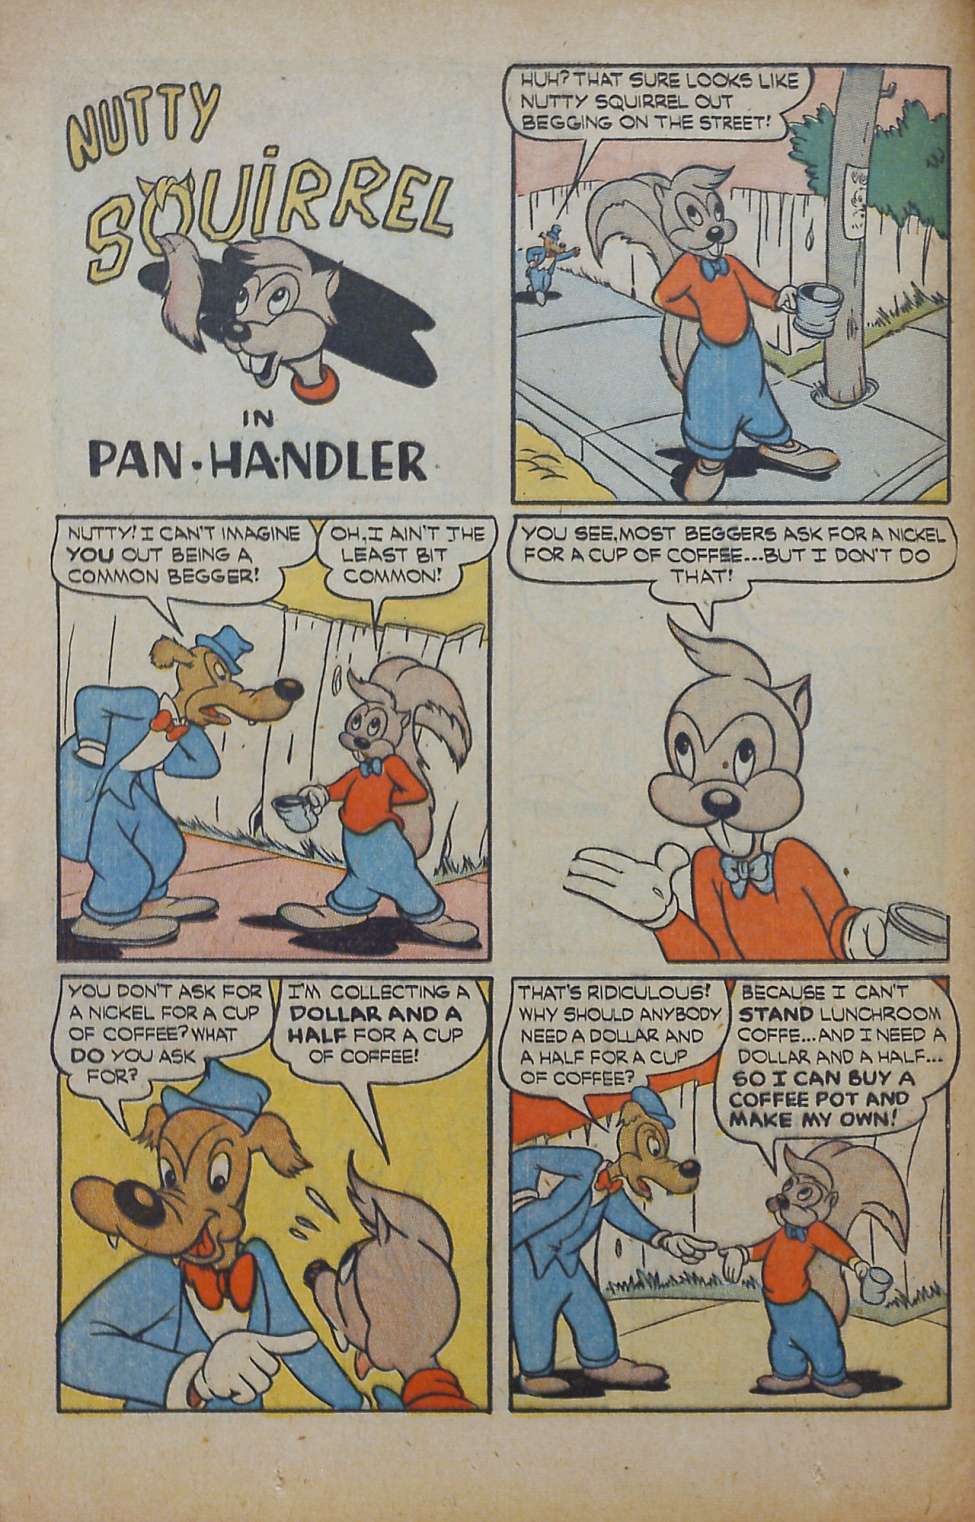 NUTTY
SQUIRREL
IN
PAN-HANDLER
HUH? THAT SURE LOOKS LIKE
NUTTY SQUIRREL OUT
BEGGING ON THE STREET!
NUTTY! I CAN'T IMAGINE
YOU OUT BEING A
COMMON BEGGER!
OH, I AIN'T THE
LEAST BIT
COMMON!
YOU SEE, MOST BEGGERS ASK FOR A NICKEL
FOR A CUP OF COFFEE...BUT I DON'T DO
THAT!
YOU DON'T ASK FOR
A NICKEL FOR A CUP
OF COFFEE? WHAT
DO YOU ASK
FOR?
I'M COLLECTING A
DOLLAR AND A
HALF FOR A CUP
OF COFFEE!
THAT'S RIDICULOUS!
WHY SHOULD ANYBODY
NEED A DOLLAR AND
A HALF FOR A CUP
OF COFFEE?
BECAUSE I CAN'T
STAND LUNCHROOM
COFFE...AND I NEED A
DOLLAR AND A HALF...
SO I CAN BUY A
COFFEE POT AND
MAKE MY OWN!